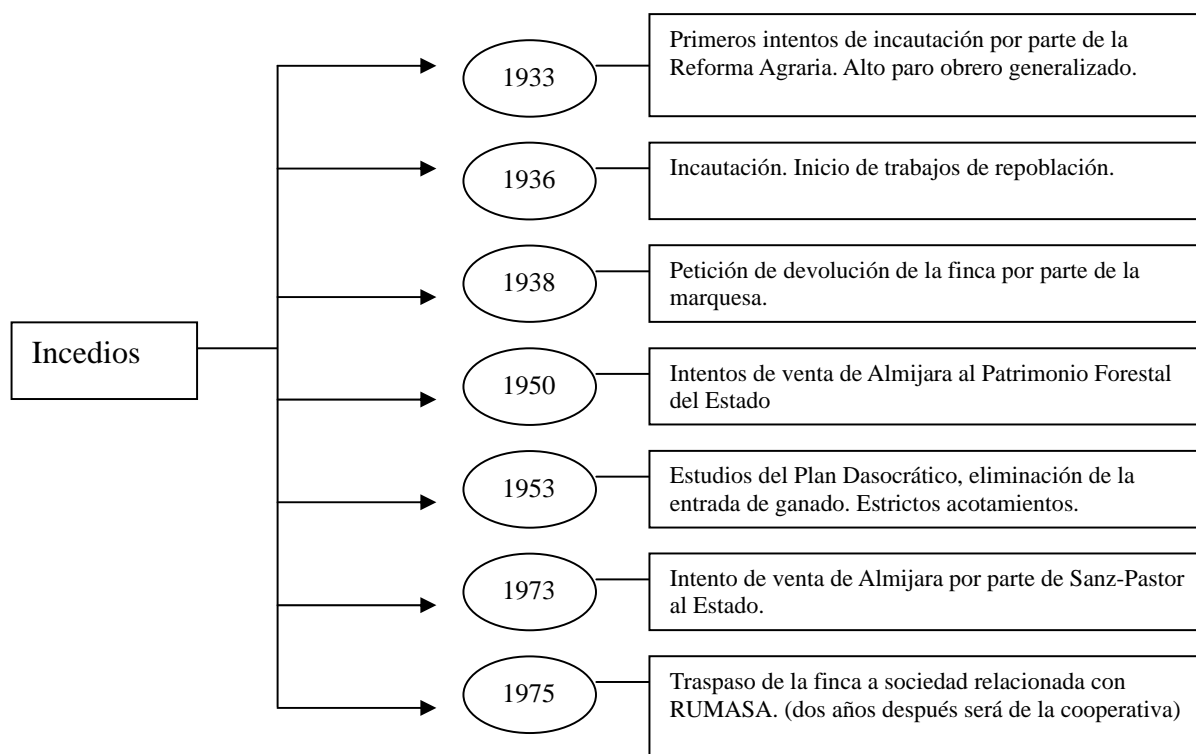 1933
Primeros intentos de incautación por parte de la
Reforma Agraria. Alto paro obrero generalizado.
1936
Incautación. Inicio de trabajos de repoblación.
1938
Petición de devolución de la finca por parte de la
marquesa.
Incedios
1950
Intentos de venta de Almijara al Patrimonio Forestal
del Estado
1953
Estudios del Plan Dasocrático, eliminación de la
entrada de ganado. Estrictos acotamientos.
1973
Intento de venta de Almijara por parte de Sanz-Pastor
al Estado.
1975
Traspaso de la finca a sociedad relacionada con
RUMASA. (dos años después será de la cooperativa)